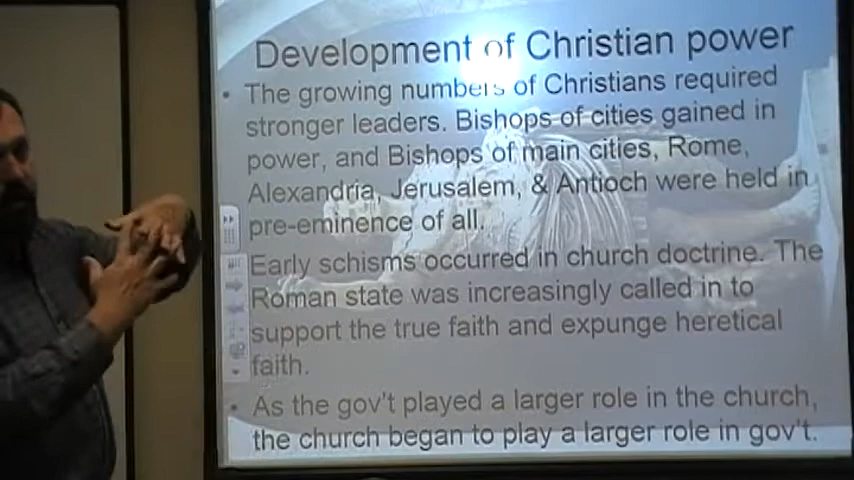 Development of Christian power
• The growing numbers of Christians required
stronger leaders. Bishops of cities gained in
power, and Bishops of main cities, Rome,
Alexandria, Jerusalem, & Antioch were held in
pre-eminence of all.
Early schisms occurred in church doctrine. The
Roman state was increasingly called in to
support the true faith and expunge heretical
faith.
• As the gov't played a larger role in the church,
the church began to play a larger role in gov't.